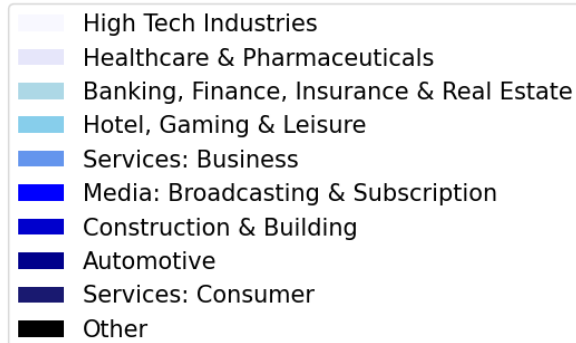 High Tech Industries
Healthcare & Pharmaceuticals
Banking, Finance, Insurance & Real Estate
Hotel, Gaming & Leisure
Services: Business
Media: Broadcasting & Subscription
Construction & Building
Automotive
Services: Consumer
Other